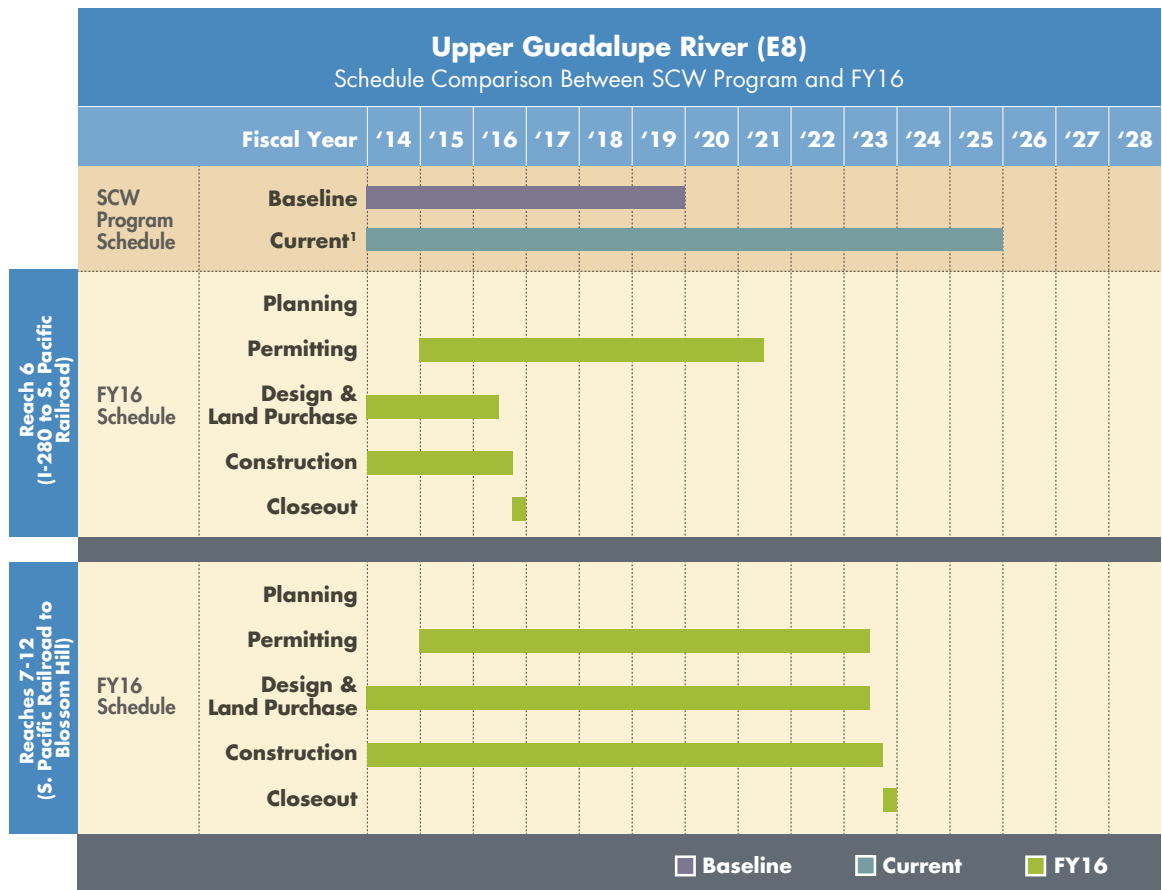 Upper Guadalupe River (E8)
Schedule Comparison Between SCW Program and FY16
Fiscal Year ‘14 ‘15 ‘16 ‘17 ‘18 ‘19 ‘20 ‘21 ‘22 ‘23 ‘24 ‘25 ‘26 ‘27 ‘28
SCW
Program
Schedule
Baseline
Current¹
Reach 6
(I-280 to S. Pacific
Railroad)
FY16
Schedule
Planning
Permitting
Design &
Land Purchase
Construction
Closeout
Reaches 7-12
(S. Pacific Railroad to
Blossom Hill)
FY16
Schedule
Planning
Permitting
Design &
Land Purchase
Construction
Closeout
Baseline Current FY16